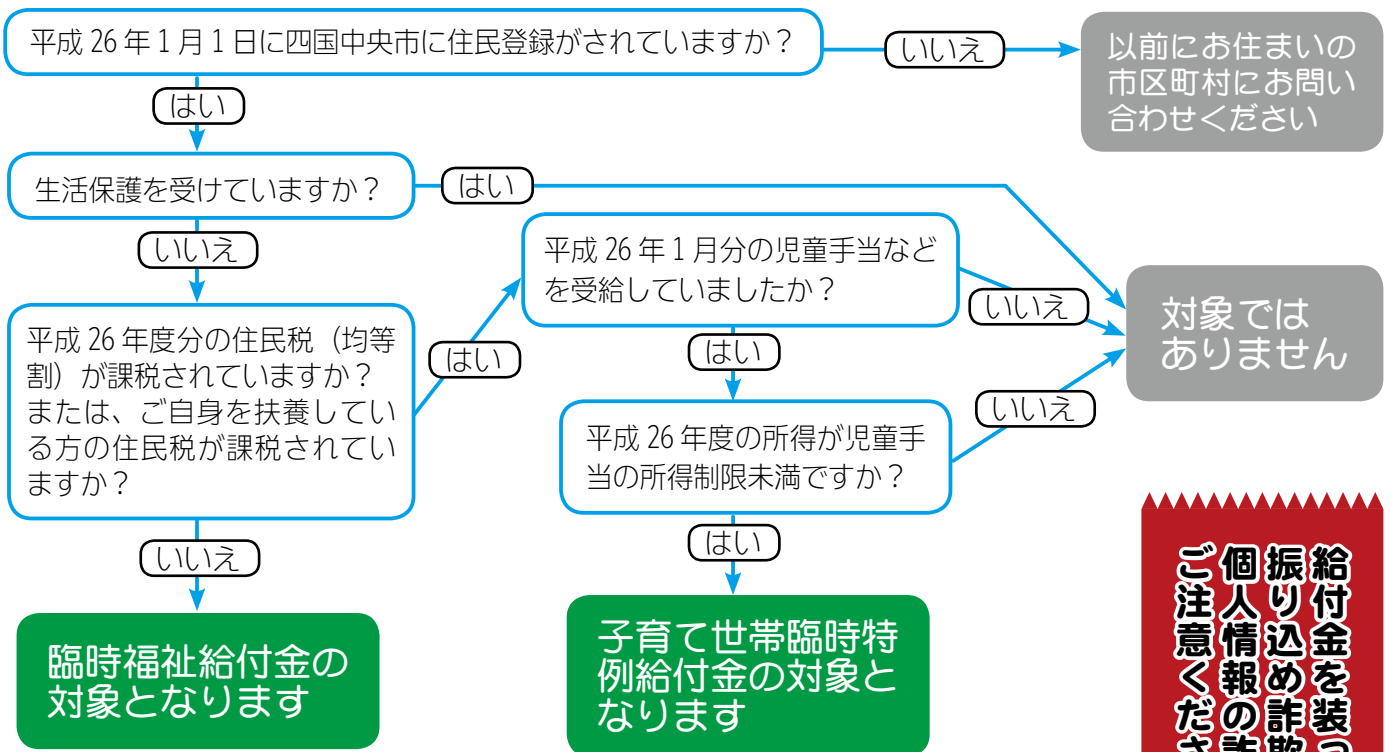 平成 26 年 1 月 1 日に四国中央市に住民登録がされていますか？
いいえ
以前にお住まいの
市区町村にお問い
合わせください
はい
生活保護を受けていますか？
はい
いいえ
平成 26 年 1 月分の児童手当など
を受給していましたか？
いいえ
対象では
ありません
平成 26 年度分の住民税（均等
割）が課税されていますか？
または、ご自身を扶養してい
る方の住民税が課税されてい
ますか？
はい
はい
平成 26 年度の所得が児童手
当の所得制限未満ですか？
いいえ
いいえ
はい
臨時福祉給付金の
対象となります
子育て世帯臨時特
例給付金の対象と
なります
給付金を装っ
振り込め詐欺
個人情報の詐
ご注意くださ